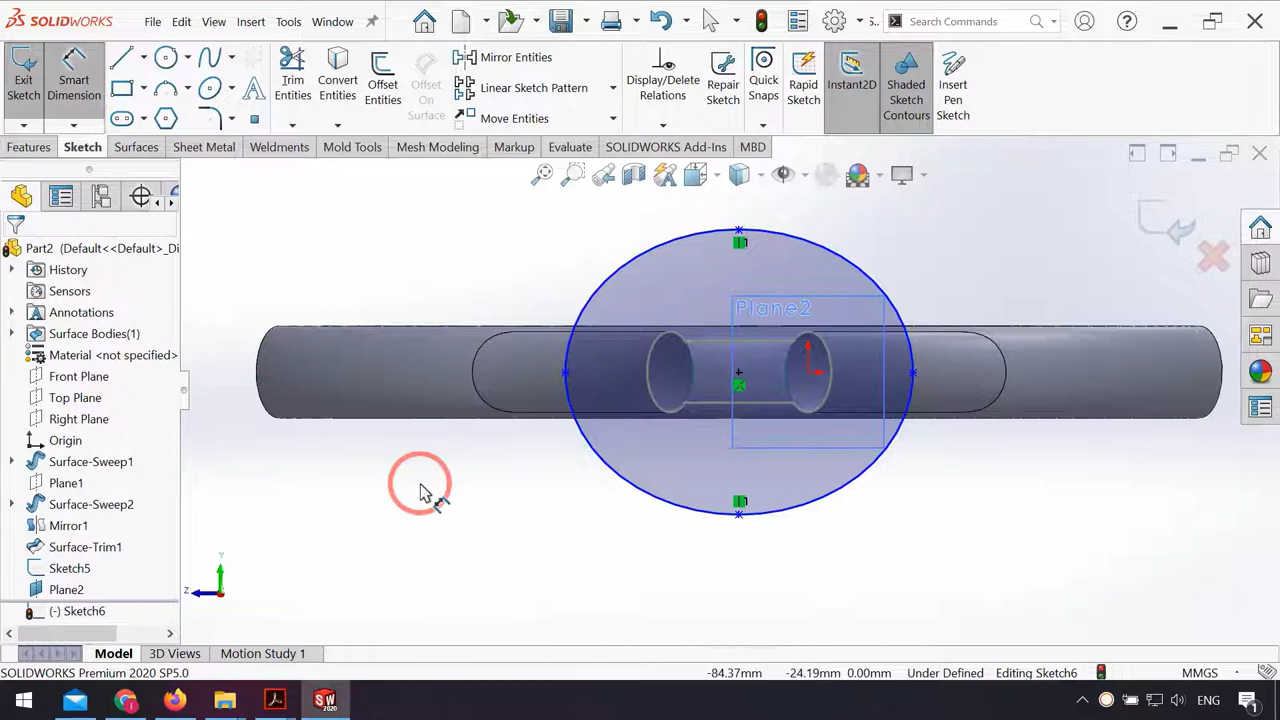 SOLIDWORKS File Edit View Insert Tools Window S.. Search Commands
Exit Sketch
Smart Dimension
Trim Entities
Convert Entities
Offset Entities
Offset On Surface
Mirror Entities
Linear Sketch Pattern
Move Entities
Display/Delete Relations
Repair Sketch
Quick Snaps
Rapid Sketch
Instant2D
Shaded Sketch Contours
Insert Pen Sketch
Features Sketch Surfaces Sheet Metal Weldments Mold Tools Mesh Modeling Markup Evaluate SOLIDWORKS Add-Ins MBD
Part2 (Default<<Default>_Di
History
Sensors
Annotations
Surface Bodies(1)
Material <not specified>
Front Plane
Top Plane
Right Plane
Origin
Surface-Sweep1
Plane1
Surface-Sweep2
Mirror1
Surface-Trim1
Sketch5
Plane2
(-) Sketch6
Plane2
1
1
Y
Z
Model 3D Views Motion Study 1
SOLIDWORKS Premium 2020 SP5.0 -84.37mm -24.19mm 0.00mm Under Defined Editing Sketch6 MMGS
SW 2020
ENG
1